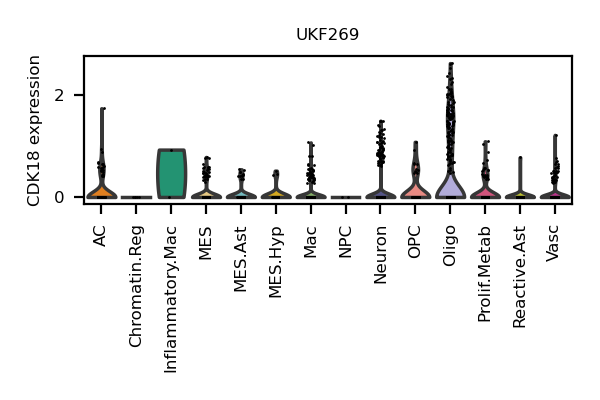 UKF269
CDK18 expression
2
0
AC
Chromatin.Reg
Inflammatory.Mac
MES
MES.Ast
MES.Hyp
Mac
NPC
Neuron
OPC
Oligo
Prolif.Metab
Reactive.Ast
Vasc